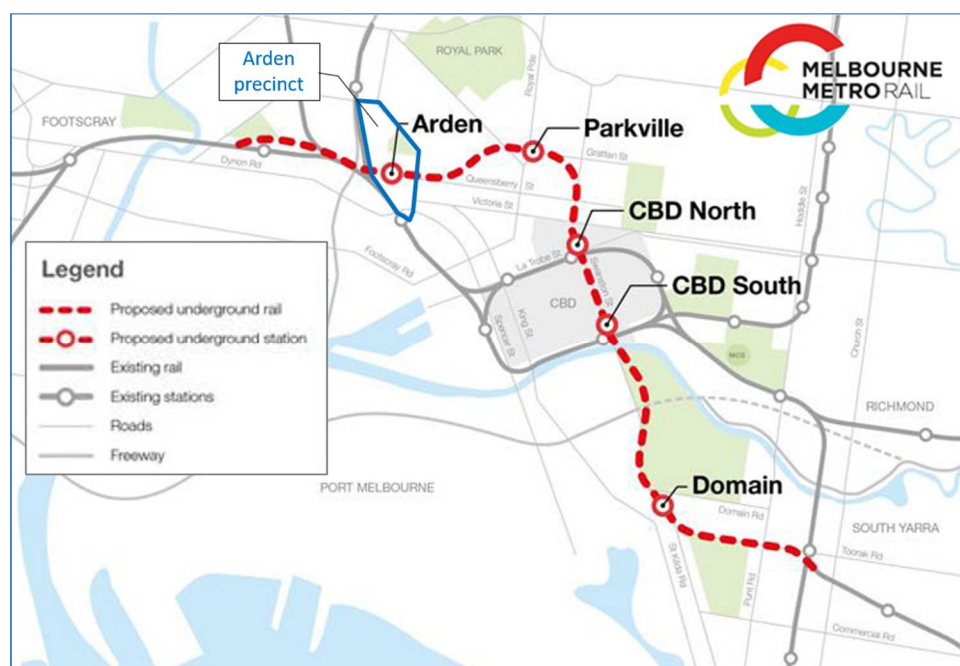 Arden
precinct
ROYAL PARK
Royal Pde
MELBOURNE
METRO RAIL
FOOTSCRAY
Arden
Parkville
Grattan St
Dynon Rd
Queensberry St
Victoria St
Hoddle St
CBD North
Footscray Rd
La Trobe St
Swanston St
CBD South
CBD
King St
Spencer St
Church St
MCG
Legend
Proposed underground rail
Proposed underground station
Existing rail
Existing stations
Roads
Freeway
RICHMOND
PORT MELBOURNE
Domain
Domain Rd
SOUTH YARRA
Toorak Rd
St Kilda Rd
Punt Rd
Commercial Rd